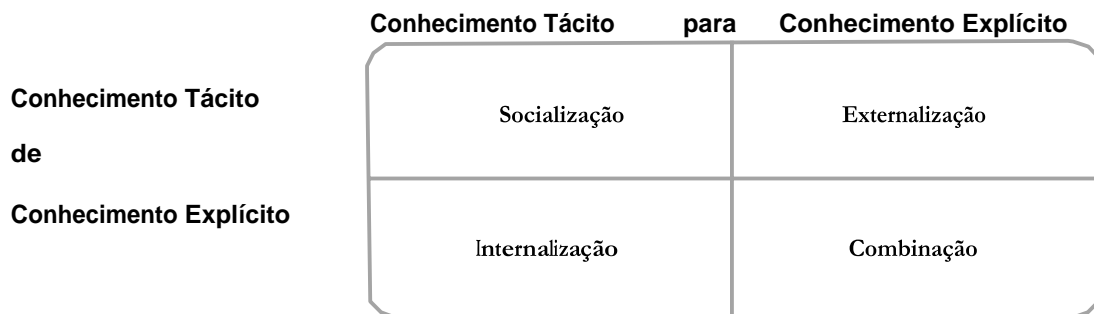 Conhecimento Tácito para Conhecimento Explícito
Conhecimento Tácito
Socialização Externalização
de
Conhecimento Explícito
Internalização Combinação